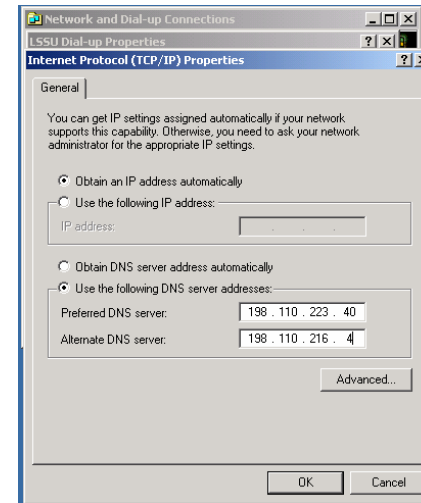 Network and Dial-up Connections
LSSU Dial-up Properties
Internet Protocol (TCP/IP) Properties
General
You can get IP settings assigned automatically if your network
supports this capability. Otherwise, you need to ask your network
administrator for the appropriate IP settings.
Obtain an IP address automatically
Use the following IP address:
IP address:
Obtain DNS server address automatically
Use the following DNS server addresses:
Preferred DNS server: 198 . 110 . 223 . 40
Alternate DNS server: 198 . 110 . 216 . 4
Advanced...
OK Cancel